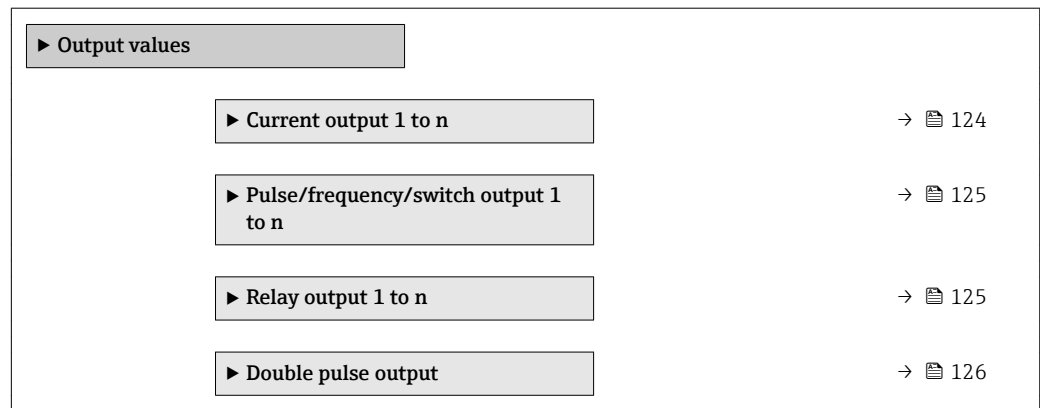 ▶ Output values
▶ Current output 1 to n → 124
▶ Pulse/frequency/switch output 1
to n → 125
▶ Relay output 1 to n → 125
▶ Double pulse output → 126